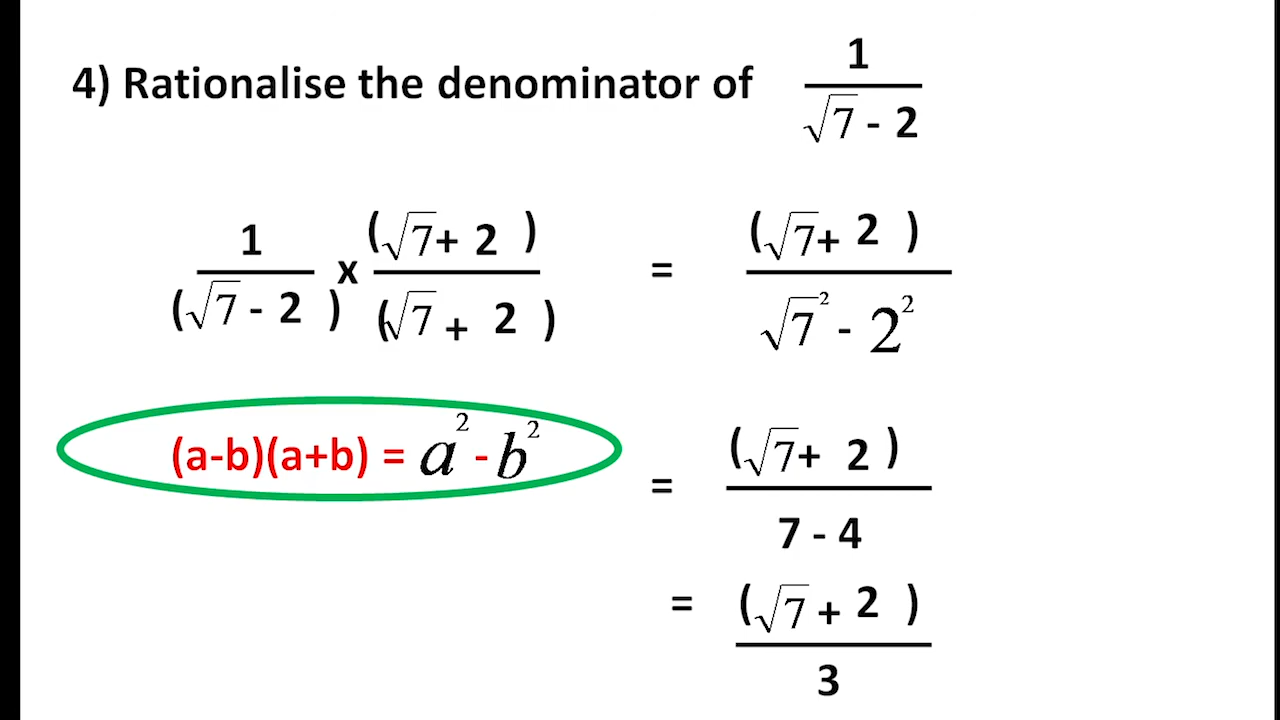 4) Rationalise the denominator of 1 / √7 - 2
1 / (√7 - 2 ) x (√7 + 2 ) / (√7 + 2 ) = (√7 + 2 ) / √7² - 2²
(a-b)(a+b) = a² - b²
= (√7 + 2 ) / 7 - 4
= (√7 + 2 ) / 3